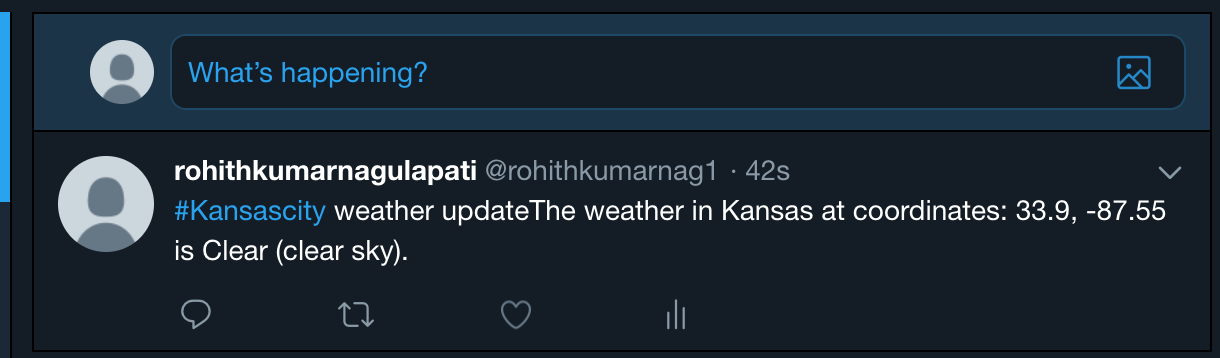 What’s happening?
rohithkumarnagulapati @rohithkumarnag1 · 42s
#Kansascity weather updateThe weather in Kansas at coordinates: 33.9, -87.55
is Clear (clear sky).